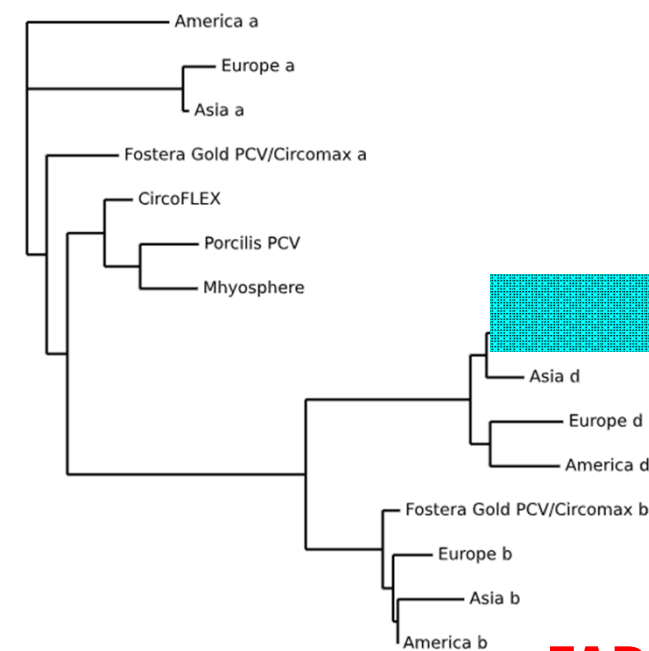 America a
Europe a
Asia a
Fostera Gold PCV/Circomax a
CircoFLEX
Porcilis PCV
Mhyosphere
Asia d
Europe d
America d
Fostera Gold PCV/Circomax b
Europe b
Asia b
America b